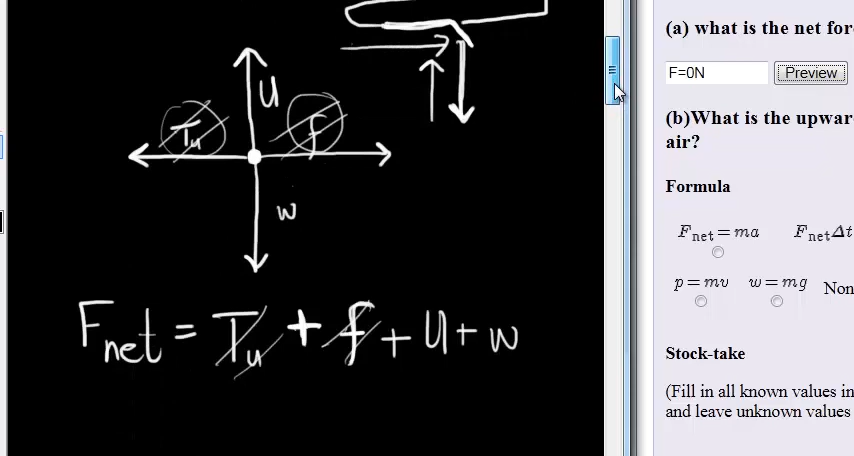 U
Tu f
w
Fnet = Tu + f + U + w
(a) what is the net for
F=0N
Preview
(b)What is the upwar
air?
Formula
Fnet = ma FnetΔt
p = mv w = mg Non
Stock-take
(Fill in all known values in
and leave unknown values